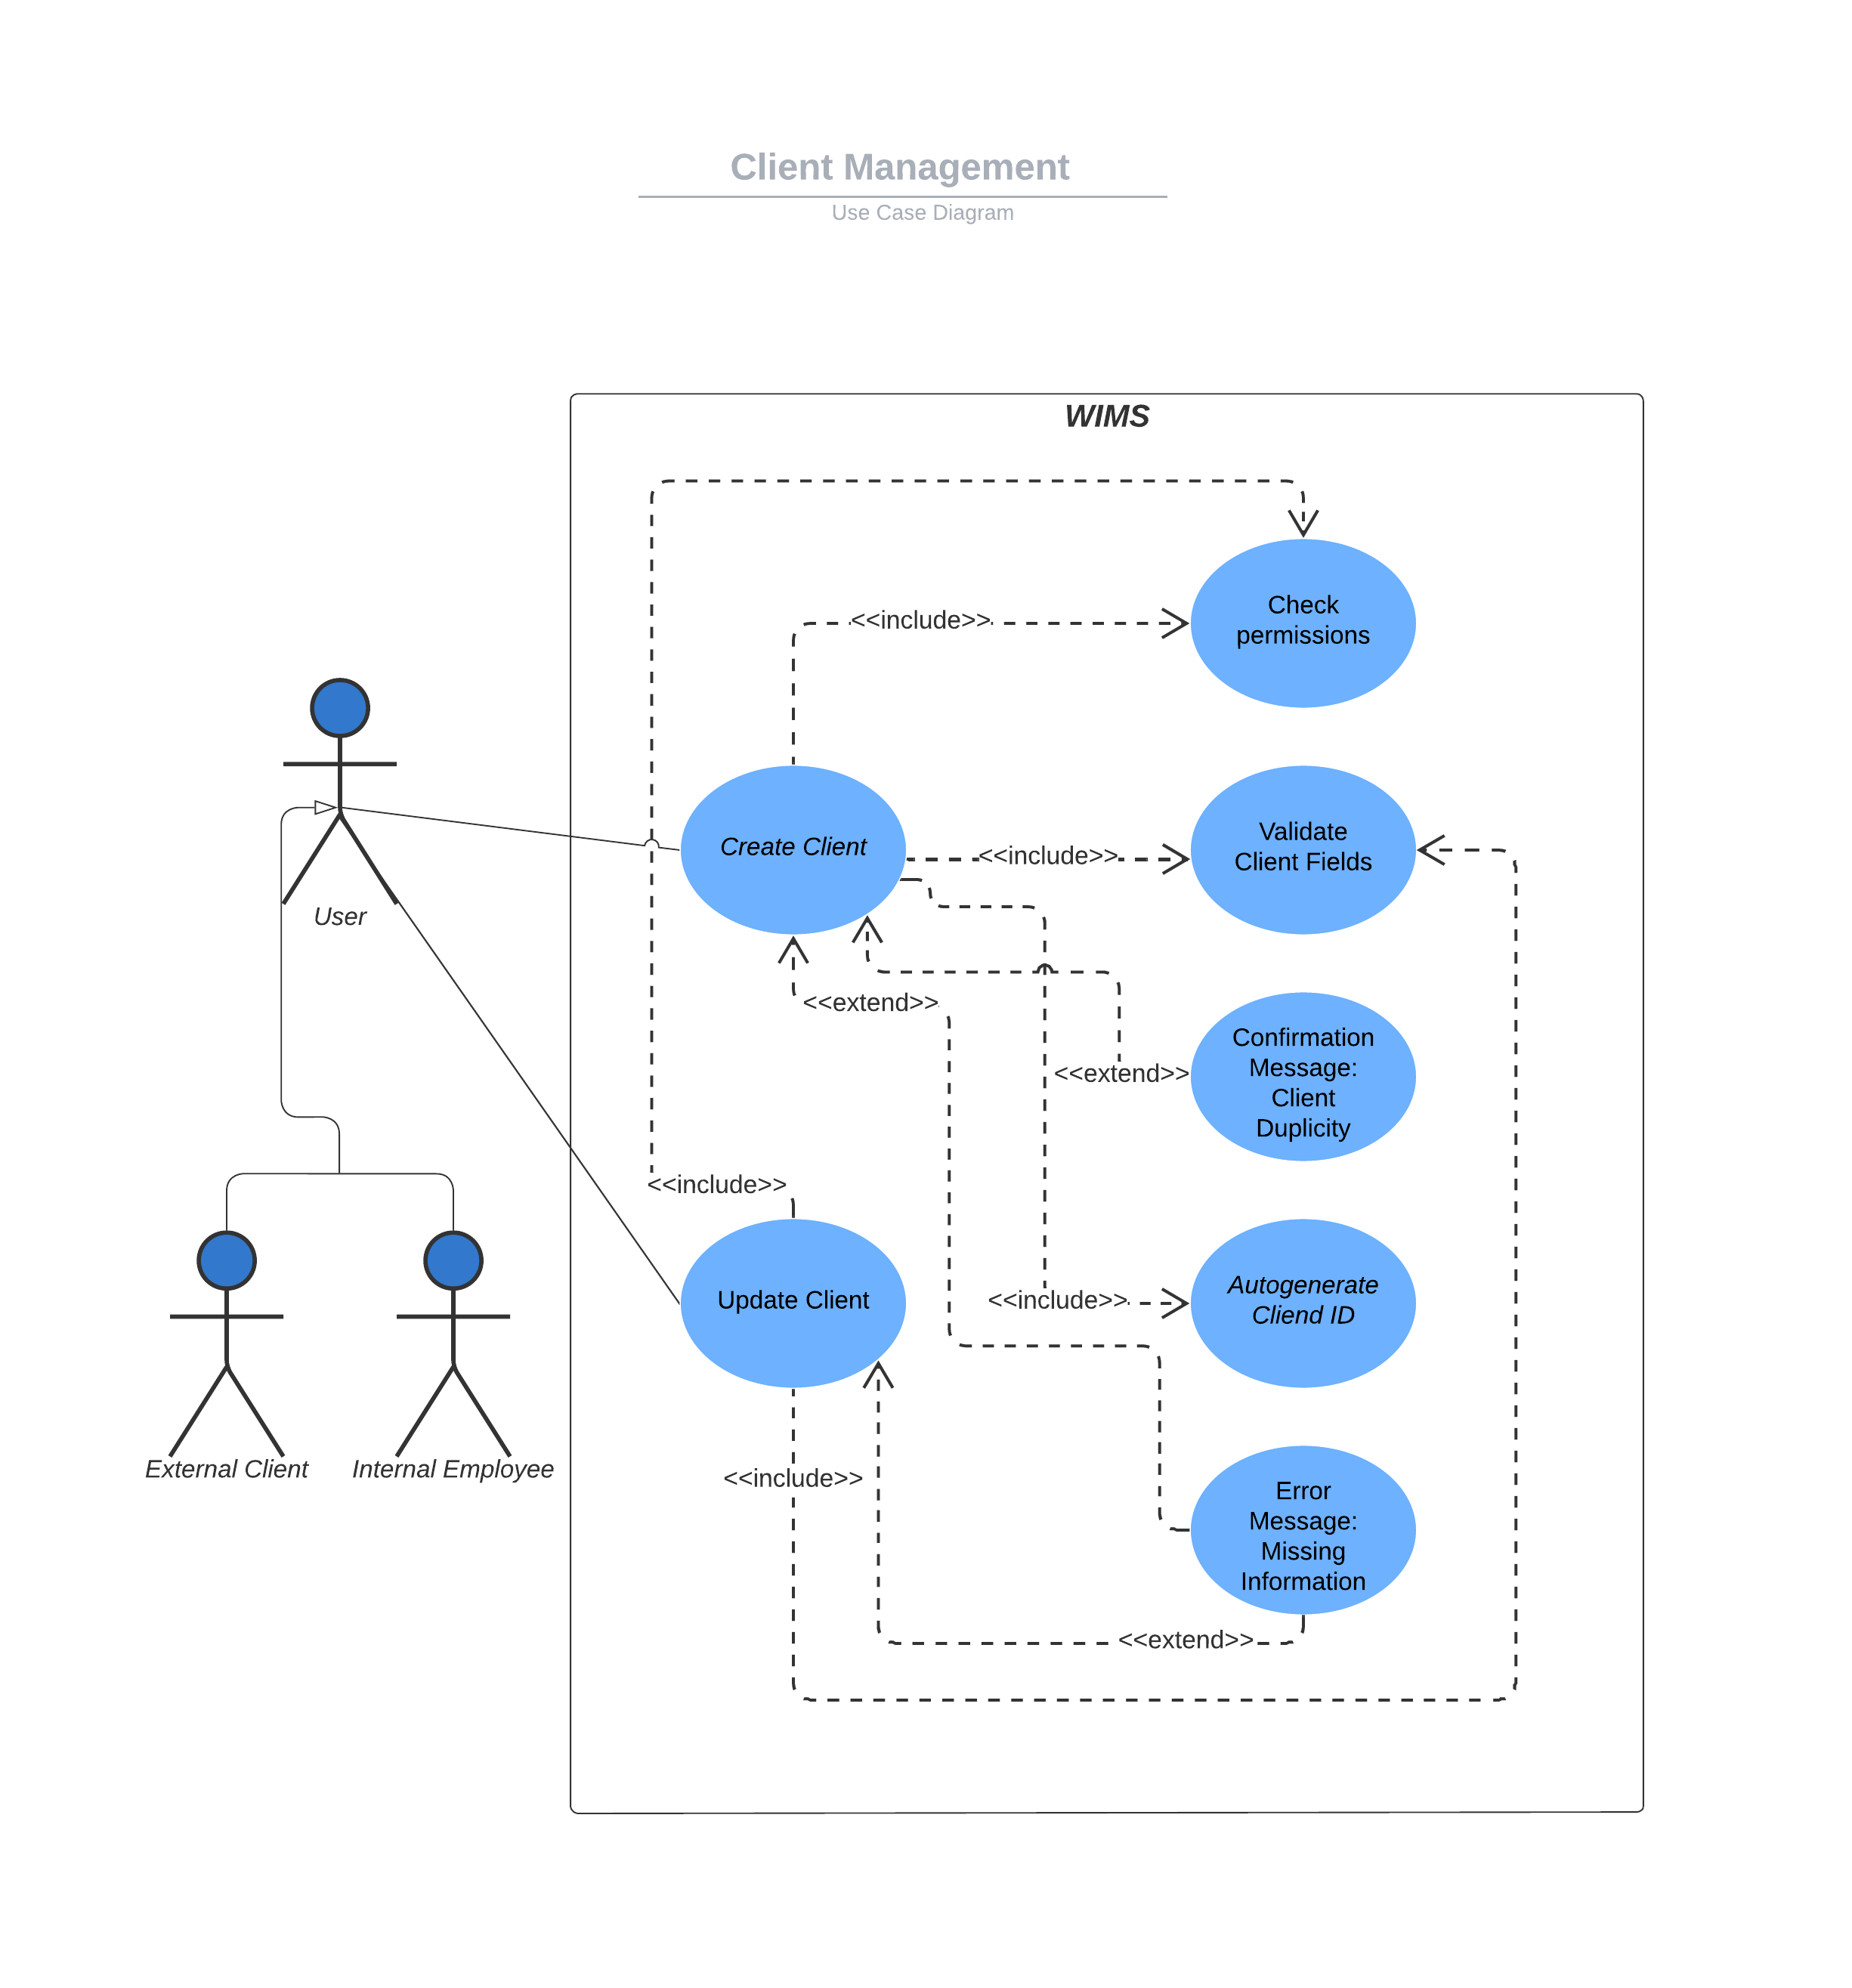 Client Management
Use Case Diagram
WIMS
<<include>>
Check
permissions
Create Client
<<include>>
Validate
Client Fields
User
<<extend>>
Confirmation
Message:
Client
Duplicity
<<extend>>
<<include>>
Update Client
<<include>>
Autogenerate
Cliend ID
External Client
Internal Employee
<<include>>
Error
Message:
Missing
Information
<<extend>>